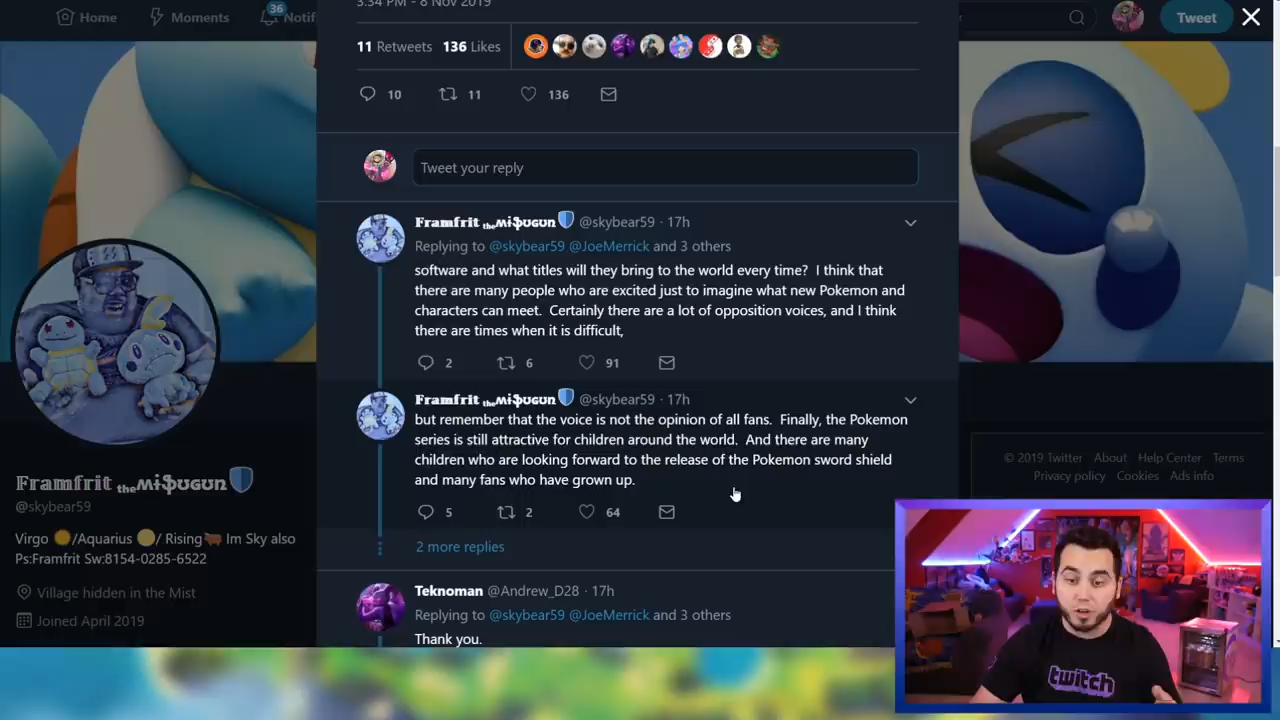 Home
Moments
36
Notif
Tweet
3:34 PM - 8 Nov 2019
11 Retweets 136 Likes
10 11 136
Tweet your reply
Framfrit the MiSUGUN @skybear59 · 17h
Replying to @skybear59 @JoeMerrick and 3 others
software and what titles will they bring to the world every time? I think that
there are many people who are excited just to imagine what new Pokemon and
characters can meet. Certainly there are a lot of opposition voices, and I think
there are times when it is difficult,
2 6 91
Framfrit the MiSUGUN @skybear59 · 17h
but remember that the voice is not the opinion of all fans. Finally, the Pokemon
series is still attractive for children around the world. And there are many
children who are looking forward to the release of the Pokemon sword shield
and many fans who have grown up.
5 2 64
2 more replies
Teknoman @Andrew_D28 · 17h
Replying to @skybear59 @JoeMerrick and 3 others
Thank you.
Framfrit the MiSUGUN
@skybear59
Virgo /Aquarius / Rising Im Sky also
Ps:Framfrit Sw:8154-0285-6522
Village hidden in the Mist
Joined April 2019
© 2019 Twitter About Help Center Terms
Privacy policy Cookies Ads info
twitch